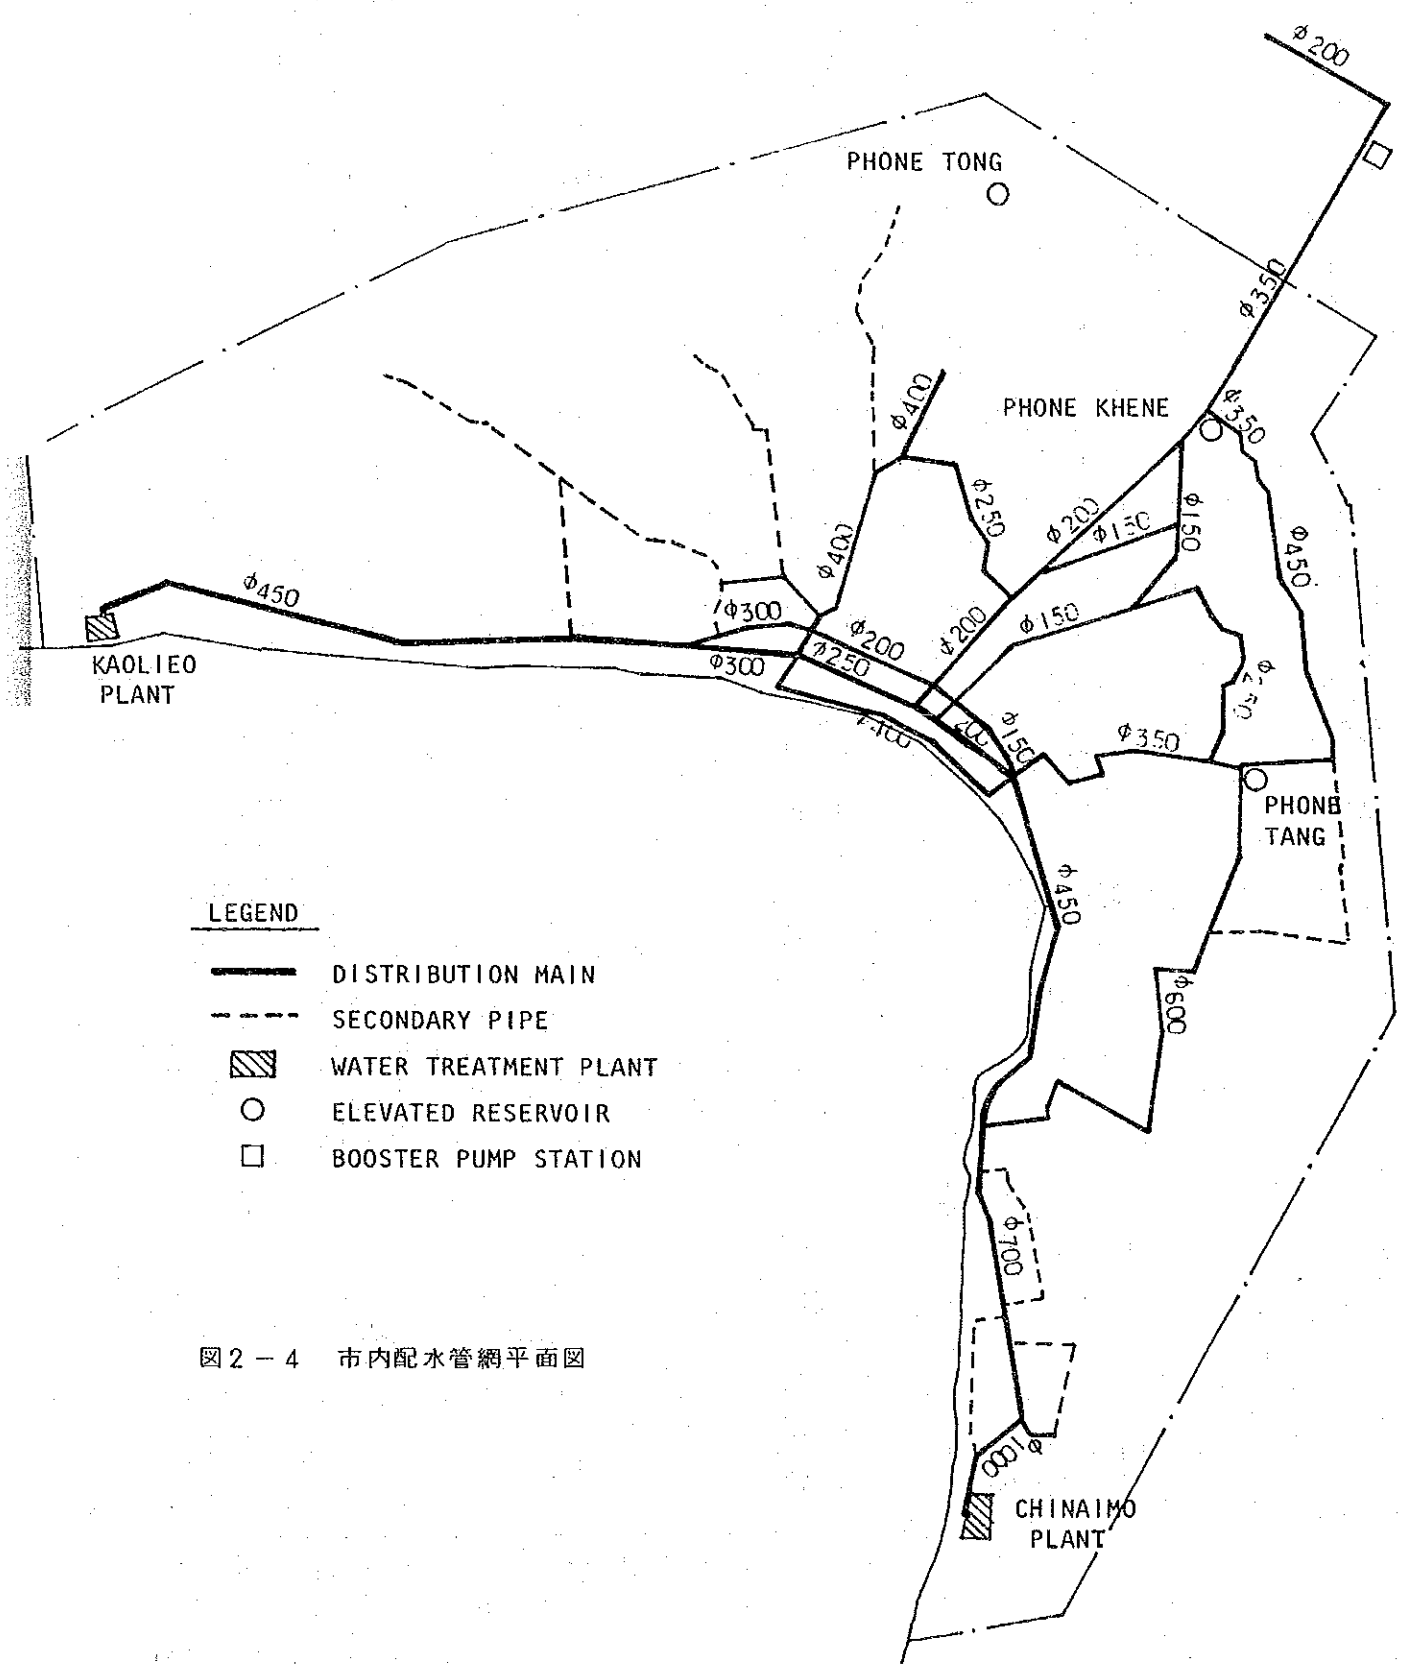 φ200
PHONE TONG
φ350
φ400
PHONE KHENE
φ350
φ250
φ200
φ150
φ150
φ450
φ400
φ450
φ300
φ200
φ200
φ150
KAOLIEO
PLANT
φ300
φ250
φ400
200
φ150
φ350
φ250
PHONE
TANG
φ450
LEGEND
DISTRIBUTION MAIN
SECONDARY PIPE
WATER TREATMENT PLANT
ELEVATED RESERVOIR
BOOSTER PUMP STATION
φ600
φ700
図2-4 市内配水管網平面図
φ1000
CHINAIMO
PLANT